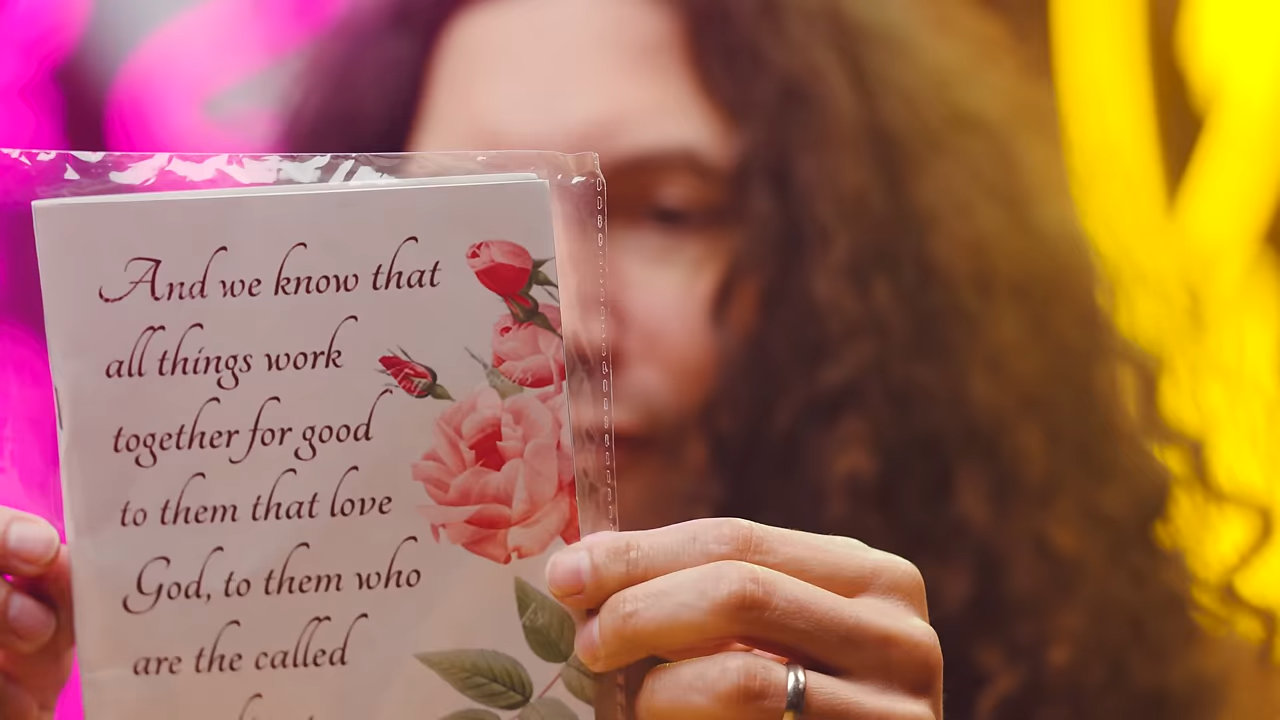 And we know that
all things work
together for good
to them that love
God, to them who
are the called